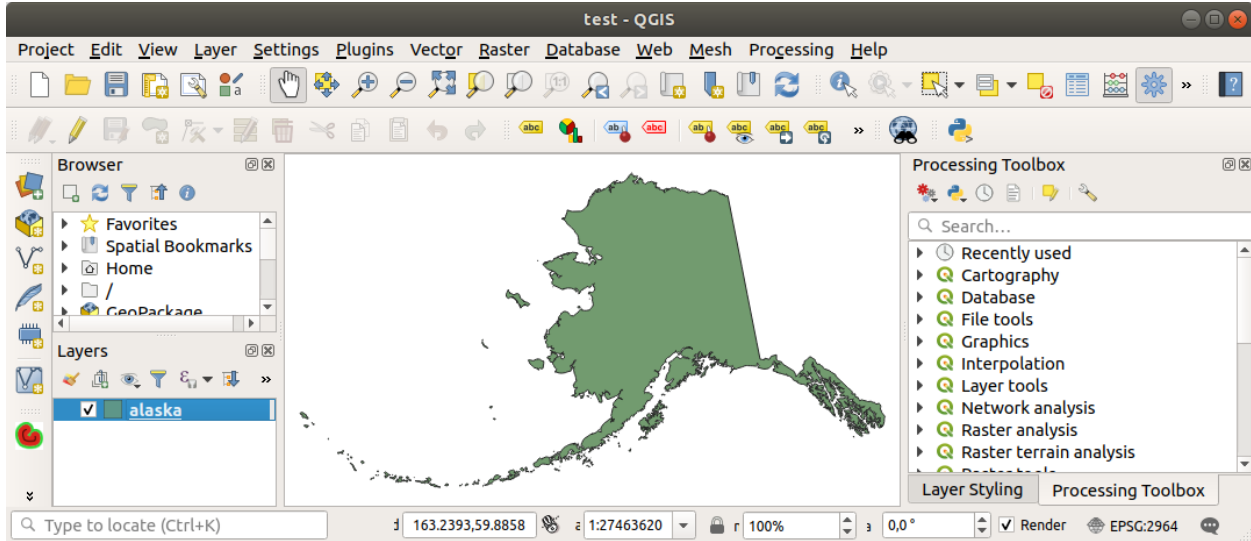 test - QGIS
Project Edit View Layer Settings Plugins Vector Raster Database Web Mesh Processing Help
Browser
Favorites
Spatial Bookmarks
Home
/
GeoPackage
Layers
alaska
Processing Toolbox
Search...
Recently used
Cartography
Database
File tools
Graphics
Interpolation
Layer tools
Network analysis
Raster analysis
Raster terrain analysis
Layer Styling Processing Toolbox
Type to locate (Ctrl+K) 163.2393,59.8858 1:27463620 100% 0,0 ° Render EPSG:2964